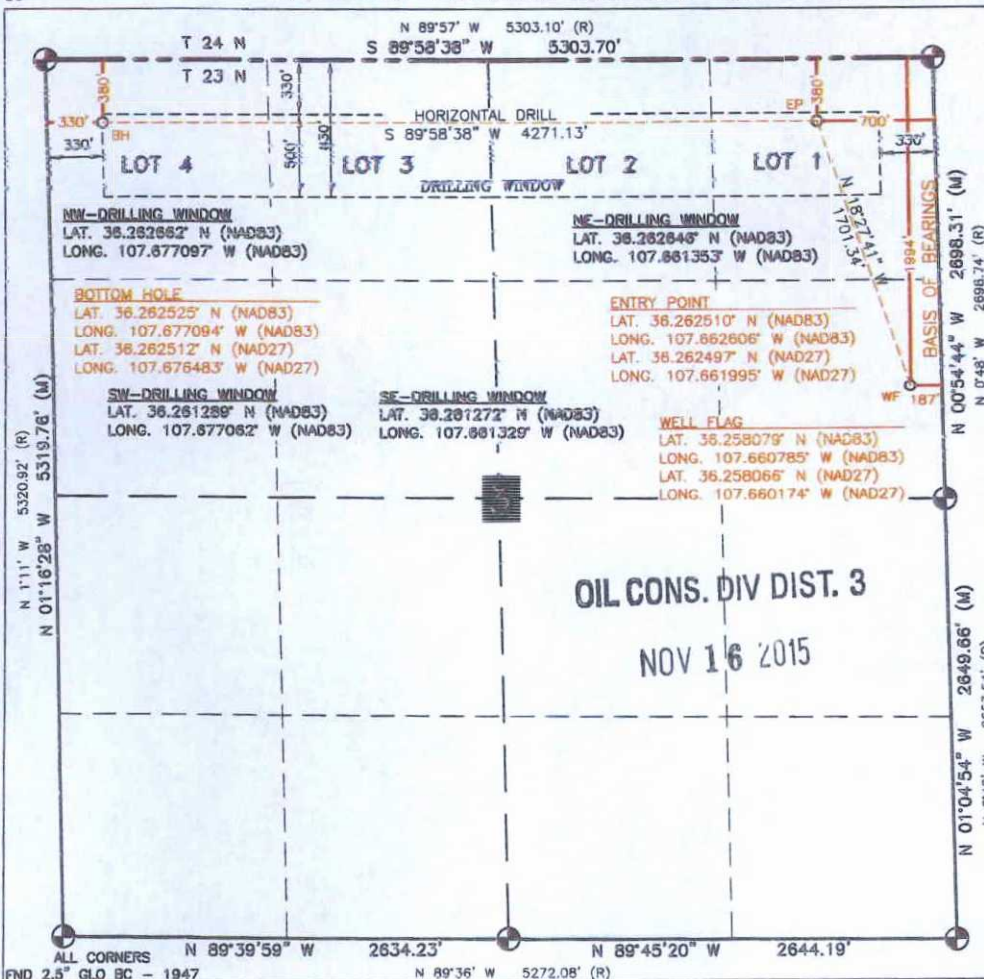 N 89°57' W 5303.10' (R)
S 89°58'38" W 5303.70'
T 24 N
T 23 N
330'
380'
380'
EP
HORIZONTAL DRILL
S 89°58'38" W 4271.13'
330'
BH
700'
330'
330'
500'
LOT 4
LOT 3
LOT 2
LOT 1
DRILLING WINDOW
N 18°27'41" W
1701.34'
1994'
BASIS OF BEARINGS
N 00°54'44" W 2698.31' (M)
N 0°48' W 2698.74' (R)
NW-DRILLING WINDOW
LAT. 36.262662° N (NAD83)
LONG. 107.677097° W (NAD83)
NE-DRILLING WINDOW
LAT. 36.262646° N (NAD83)
LONG. 107.661353° W (NAD83)
BOTTOM HOLE
LAT. 36.262525° N (NAD83)
LONG. 107.677094° W (NAD83)
LAT. 36.262512° N (NAD27)
LONG. 107.676483° W (NAD27)
ENTRY POINT
LAT. 36.262510° N (NAD83)
LONG. 107.662606° W (NAD83)
LAT. 36.262497° N (NAD27)
LONG. 107.661995° W (NAD27)
WF 187'
SW-DRILLING WINDOW
LAT. 36.261289° N (NAD83)
LONG. 107.677062° W (NAD83)
SE-DRILLING WINDOW
LAT. 36.261272° N (NAD83)
LONG. 107.661329° W (NAD83)
WELL FLAG
LAT. 36.258079° N (NAD83)
LONG. 107.660785° W (NAD83)
LAT. 36.258066° N (NAD27)
LONG. 107.660174° W (NAD27)
N 1°11' W 5320.92' (R)
N 01°16'28" W 5319.76' (M)
OIL CONS. DIV DIST. 3
NOV 16 2015
N 01°04'54" W 2649.66' (M)
ALL CORNERS
FND 2.5" GLO BC - 1947
N 89°39'59" W 2634.23'
N 89°45'20" W 2644.19'
N 89°36' W 5272.08' (R)